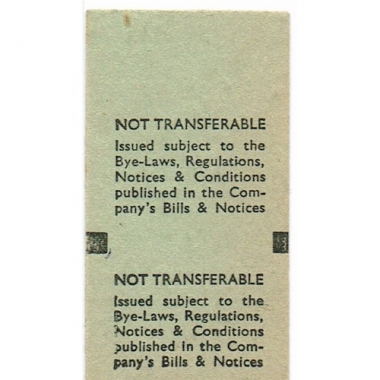 NOT TRANSFERABLE
Issued subject to the
Bye-Laws, Regulations,
Notices & Conditions
published in the Com-
pany's Bills & Notices
NOT TRANSFERABLE
Issued subject to the
Bye-Laws, Regulations,
Notices & Conditions
published in the Com-
pany's Bills & Notices